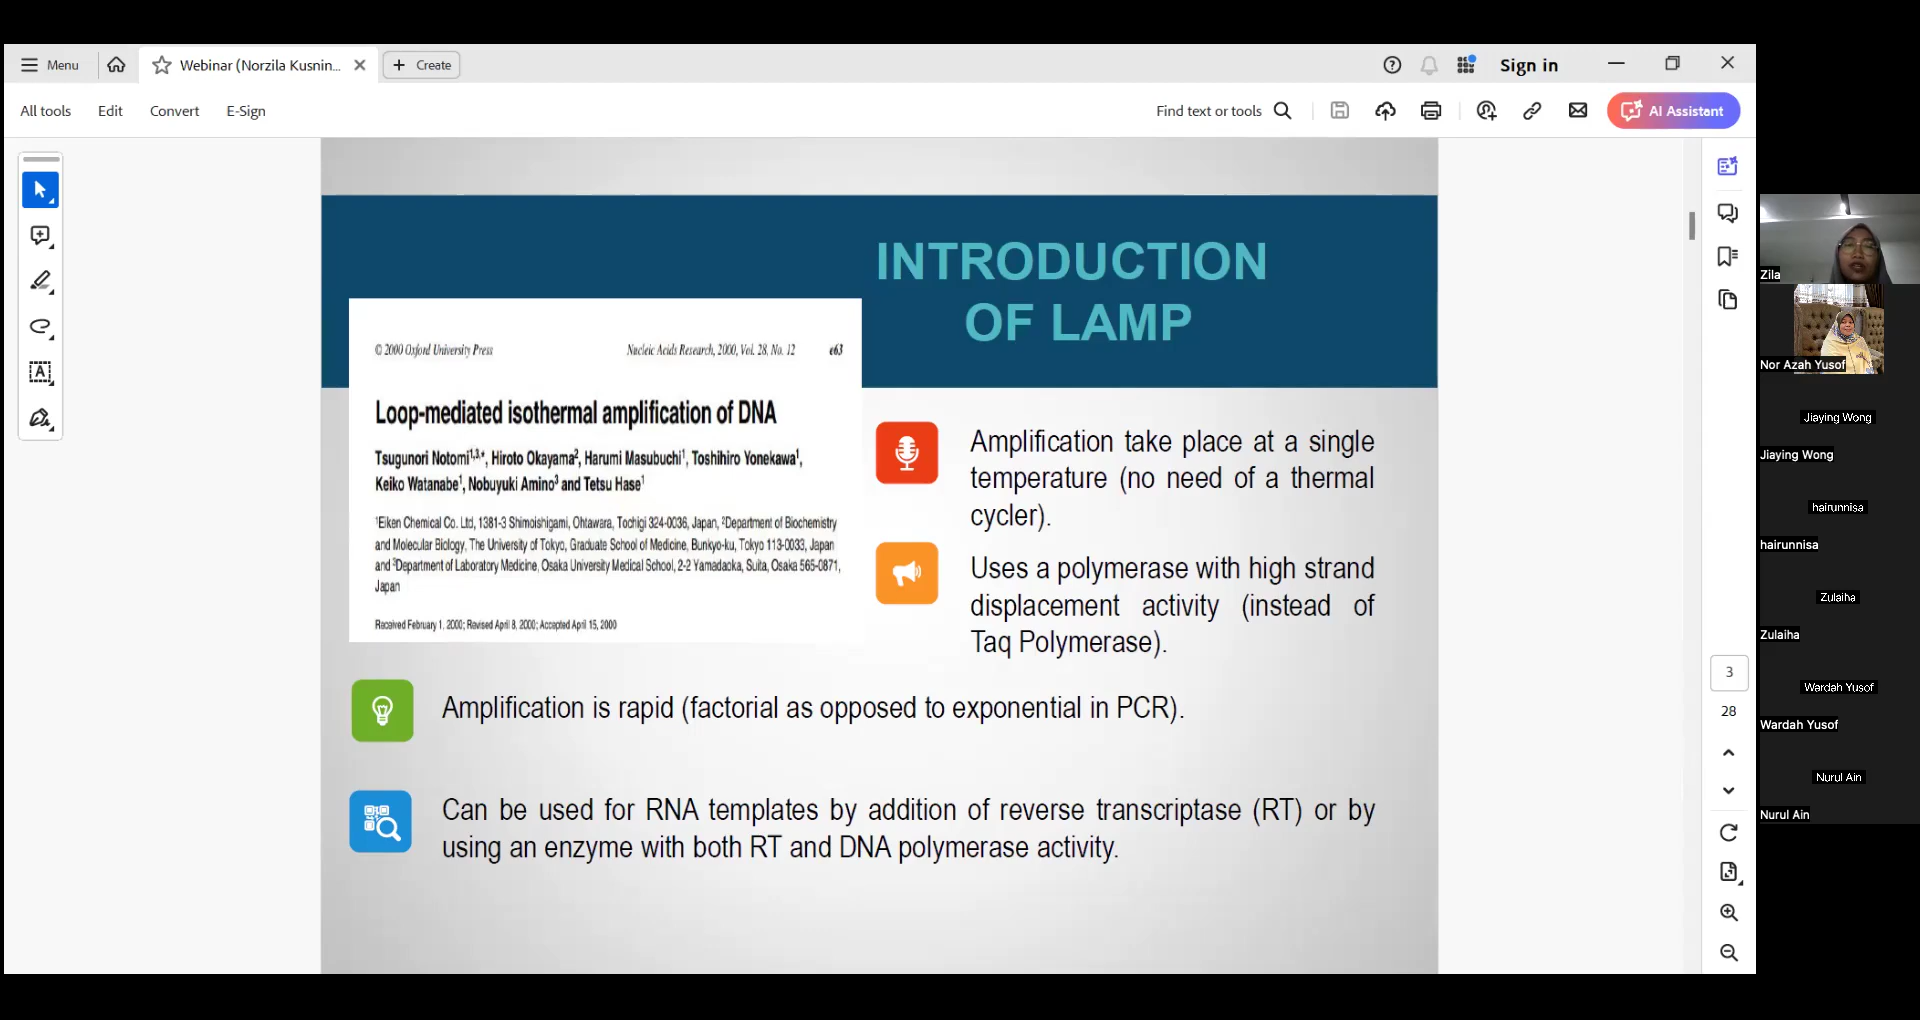 Menu
Webinar (Norzila Kusnin...
Create
Sign in
All tools
Edit
Convert
E-Sign
Find text or tools
AI Assistant
INTRODUCTION
OF LAMP
© 2000 Oxford University Press
Nucleic Acids Research, 2000, Vol. 28, No. 12 e63
Loop-mediated isothermal amplification of DNA
Tsugunori Notomi1,3,*, Hiroto Okayama2, Harumi Masubuchi1, Toshihiro Yonekawa1,
Keiko Watanabe1, Nobuyuki Amino3 and Tetsu Hase1
1Eiken Chemical Co. Ltd, 1381-3 Shimoishigami, Ohtawara, Tochigi 324-0036, Japan, 2Department of Biochemistry
and Molecular Biology, The University of Tokyo, Graduate School of Medicine, Bunkyo-ku, Tokyo 113-0033, Japan
and 3Department of Laboratory Medicine, Osaka University Medical School, 2-2 Yamadaoka, Suita, Osaka 565-0871,
Japan
Received February 1, 2000; Revised April 8, 2000; Accepted April 15, 2000
Amplification take place at a single
temperature (no need of a thermal
cycler).
Uses a polymerase with high strand
displacement activity (instead of
Taq Polymerase).
Amplification is rapid (factorial as opposed to exponential in PCR).
Can be used for RNA templates by addition of reverse transcriptase (RT) or by
using an enzyme with both RT and DNA polymerase activity.
3
28
Zila
Nor Azah Yusof
Jiaying Wong
Jiaying Wong
hairunnisa
hairunnisa
Zulaiha
Zulaiha
Wardah Yusof
Wardah Yusof
Nurul Ain
Nurul Ain